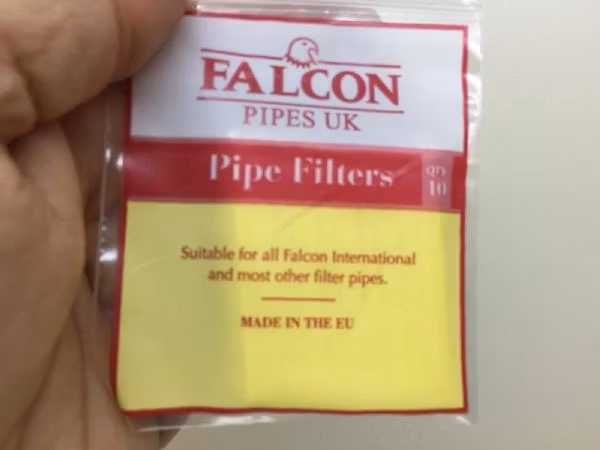 FALCON
PIPES UK
Pipe Filters
QTY
10
Suitable for all Falcon International
and most other filter pipes.
MADE IN THE EU